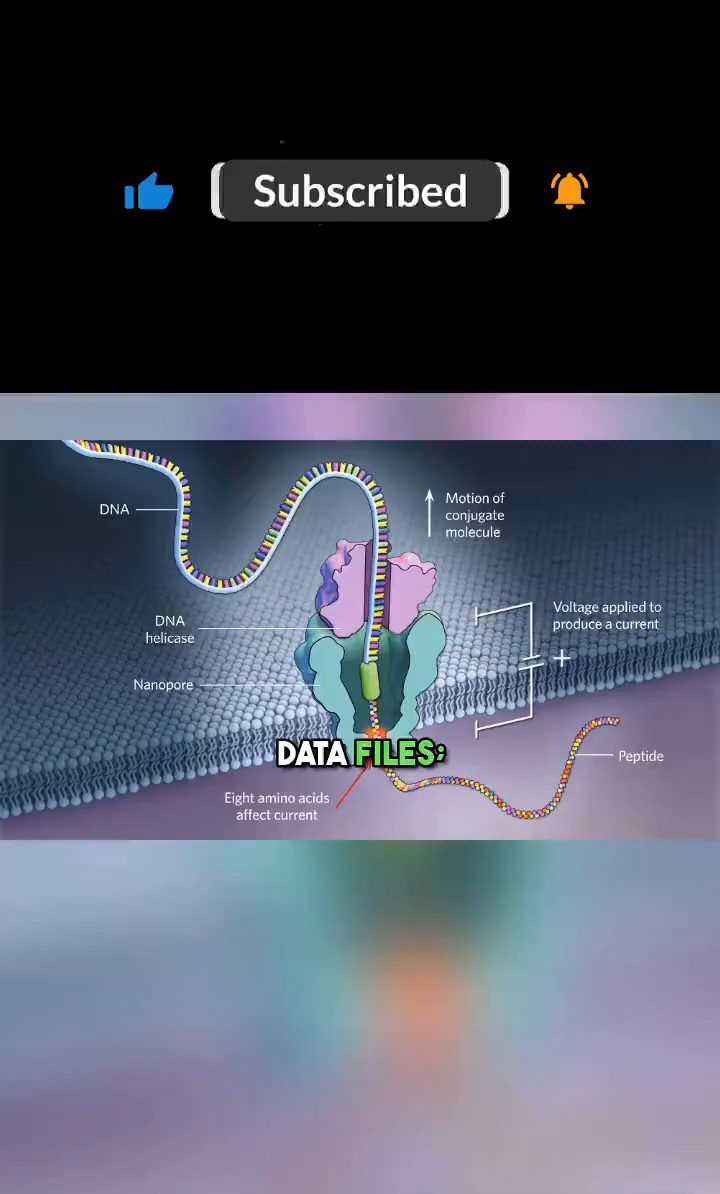 Subscribed
DNA
Motion of
conjugate
molecule
Voltage applied to
produce a current
+
DNA
helicase
Nanopore
DATA FILES;
Peptide
Eight amino acids
affect current